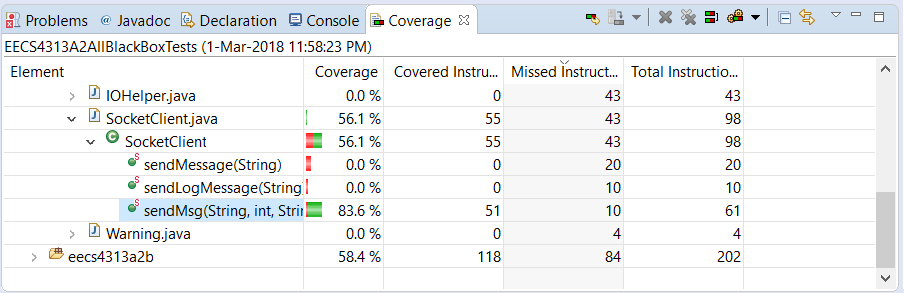 Problems @ Javadoc Declaration Console Coverage
EECS4313A2AllBlackBoxTests (1-Mar-2018 11:58:23 PM)
Element Coverage Covered Instru... Missed Instruct... Total Instructio...
IOHelper.java 0.0 % 0 43 43
SocketClient.java 56.1 % 55 43 98
SocketClient 56.1 % 55 43 98
sendMessage(String) 0.0 % 0 20 20
sendLogMessage(String 0.0 % 0 10 10
sendMsg(String, int, Strin 83.6 % 51 10 61
Warning.java 0.0 % 0 4 4
eecs4313a2b 58.4 % 118 84 202